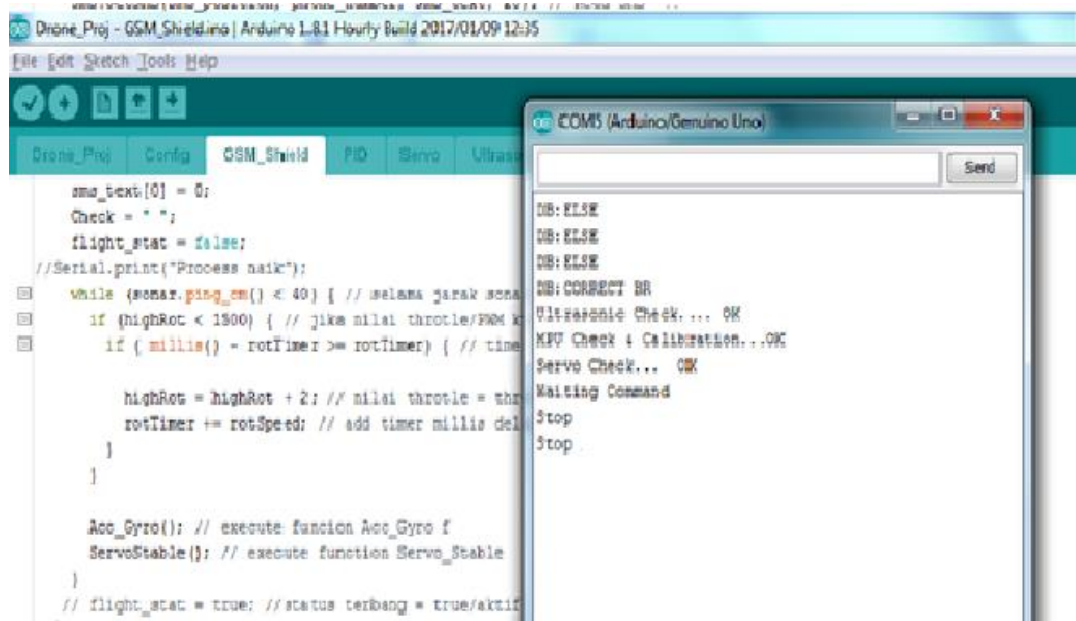 Drone_Proj - GSM_Shield.ino | Arduino 1.8.1 Hourly Build 2017/01/09 12:35
File Edit Sketch Tools Help
Drone_Proj Config GSM_Shield PID Servo
sms_text[0] = 0;
Check = " ";
flight_stat = false;
//Serial.print("Process naik");
while (sonar.ping_cm() < 40) { // selama jarak
if (highRot < 1500) { // jika nilai throtle/PWM
if ( millis() - rotTimer >= rotTimer) { // time
highRot = highRot + 2; // nilai throtle =
rotTimer += rotSpeed; // add timer millis
}
}
Acc_Gyro(); // execute funcion Acc_Gyro f
ServoStable(); // execute function Servo_Stable
}
// flight_stat = true; //status terbang = true/aktif
COM5 (Arduino/Genuino Uno)
Send
DB:ELSE
DB:ELSE
DB:ELSE
DB:CORRECT BR
Ultrasonic Check.... OK
MPU Check & Calibration...OK
Servo Check... OK
Waiting Command
Stop
Stop